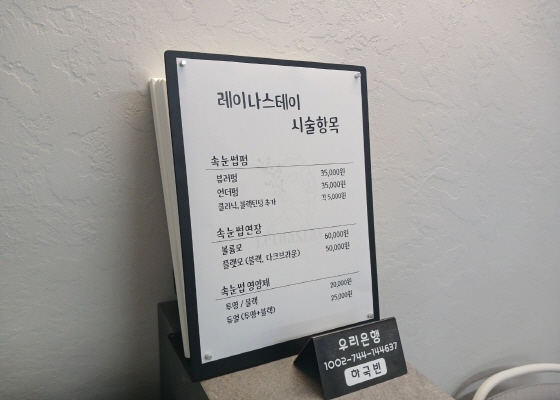 레이나스테이
시술항목
속눈썹펌
뷰러펌 35,000원
언더펌 35,000원
클리닉,블랙틴팅 추가 각 5,000원
속눈썹연장
볼륨모 60,000원
플랫모 (블랙, 다크브라운) 50,000원
속눈썹 영양제
투명 / 블랙 20,000원
듀얼 (투명+블랙) 25,000원
우리은행
1002-744-144637
하국빈